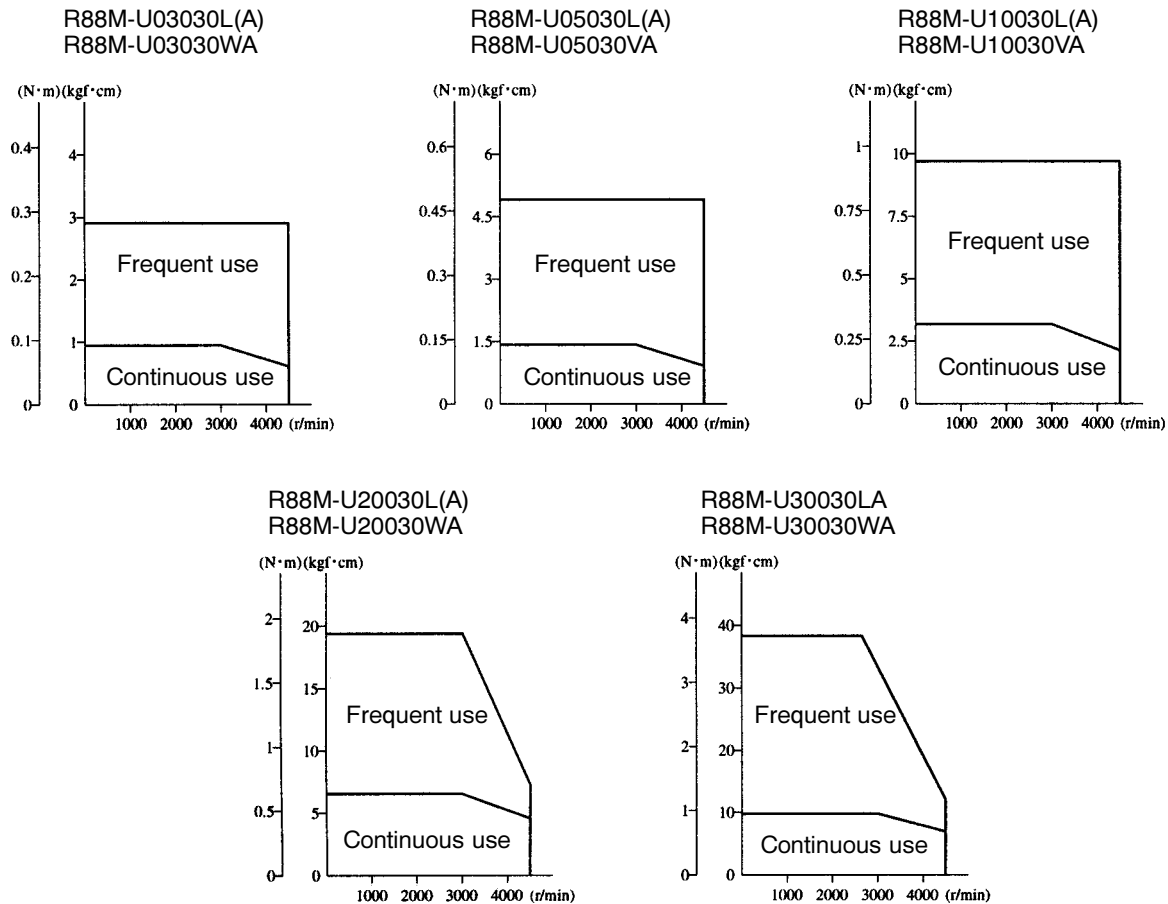 R88M-U03030L(A)
R88M-U03030WA
(N·m)(kgf·cm)
0.4
4
0.3
3
0.2
2
0.1
1
0
0
Frequent use
Continuous use
1000 2000 3000 4000 (r/min)
R88M-U05030L(A)
R88M-U05030VA
(N·m)(kgf·cm)
0.6
6
0.45
4.5
0.3
3
0.15
1.5
0
0
Frequent use
Continuous use
1000 2000 3000 4000 (r/min)
R88M-U10030L(A)
R88M-U10030VA
(N·m)(kgf·cm)
1
10
0.75
7.5
0.5
5
0.25
2.5
0
0
Frequent use
Continuous use
1000 2000 3000 4000 (r/min)
R88M-U20030L(A)
R88M-U20030WA
(N·m)(kgf·cm)
2
20
1.5
15
1
10
0.5
5
0
0
Frequent use
Continuous use
1000 2000 3000 4000 (r/min)
R88M-U30030LA
R88M-U30030WA
(N·m)(kgf·cm)
4
40
3
30
2
20
1
10
0
0
Frequent use
Continuous use
1000 2000 3000 4000 (r/min)